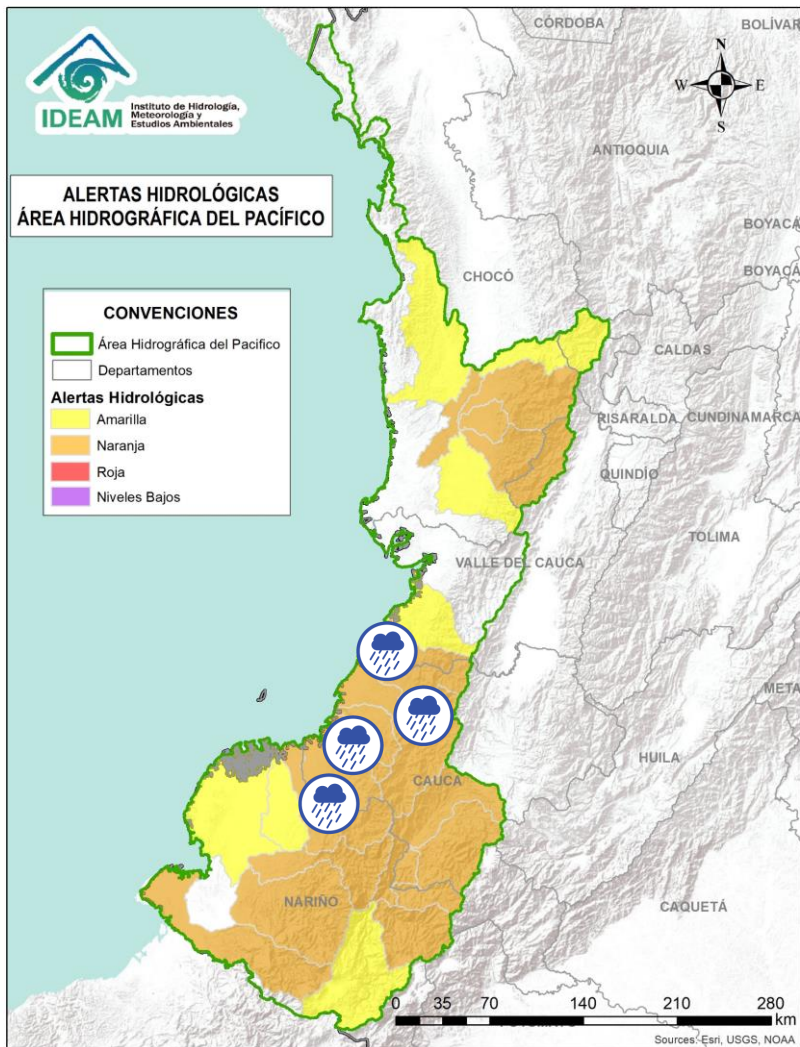 CÓRDOBA
BOLÍVAR
N
W E
S
IDEAM
Instituto de Hidrología,
Meteorología y
Estudios Ambientales
ANTIOQUIA
ALERTAS HIDROLÓGICAS
ÁREA HIDROGRÁFICA DEL PACÍFICO
BOYACÁ
BOYACÁ
CHOCÓ
CONVENCIONES
Área Hidrográfica del Pacifico
Departamentos
Alertas Hidrológicas
Amarilla
Naranja
Roja
Niveles Bajos
CALDAS
RISARALDA
CUNDINAMARCA
QUINDÍO
TOLIMA
VALLE DEL CAUCA
META
HUILA
CAUCA
NARIÑO
CAQUETÁ
0 35 70 140 210 280
km
Sources: Esri, USGS, NOAA